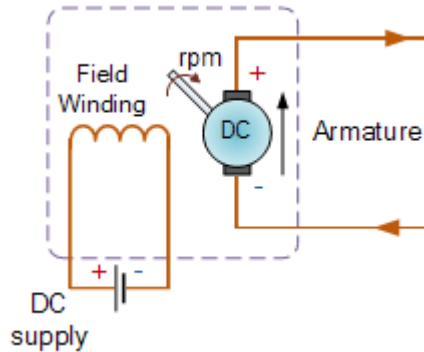 rpm
Field
Winding
+
DC
Armature
-
+ -
DC
supply